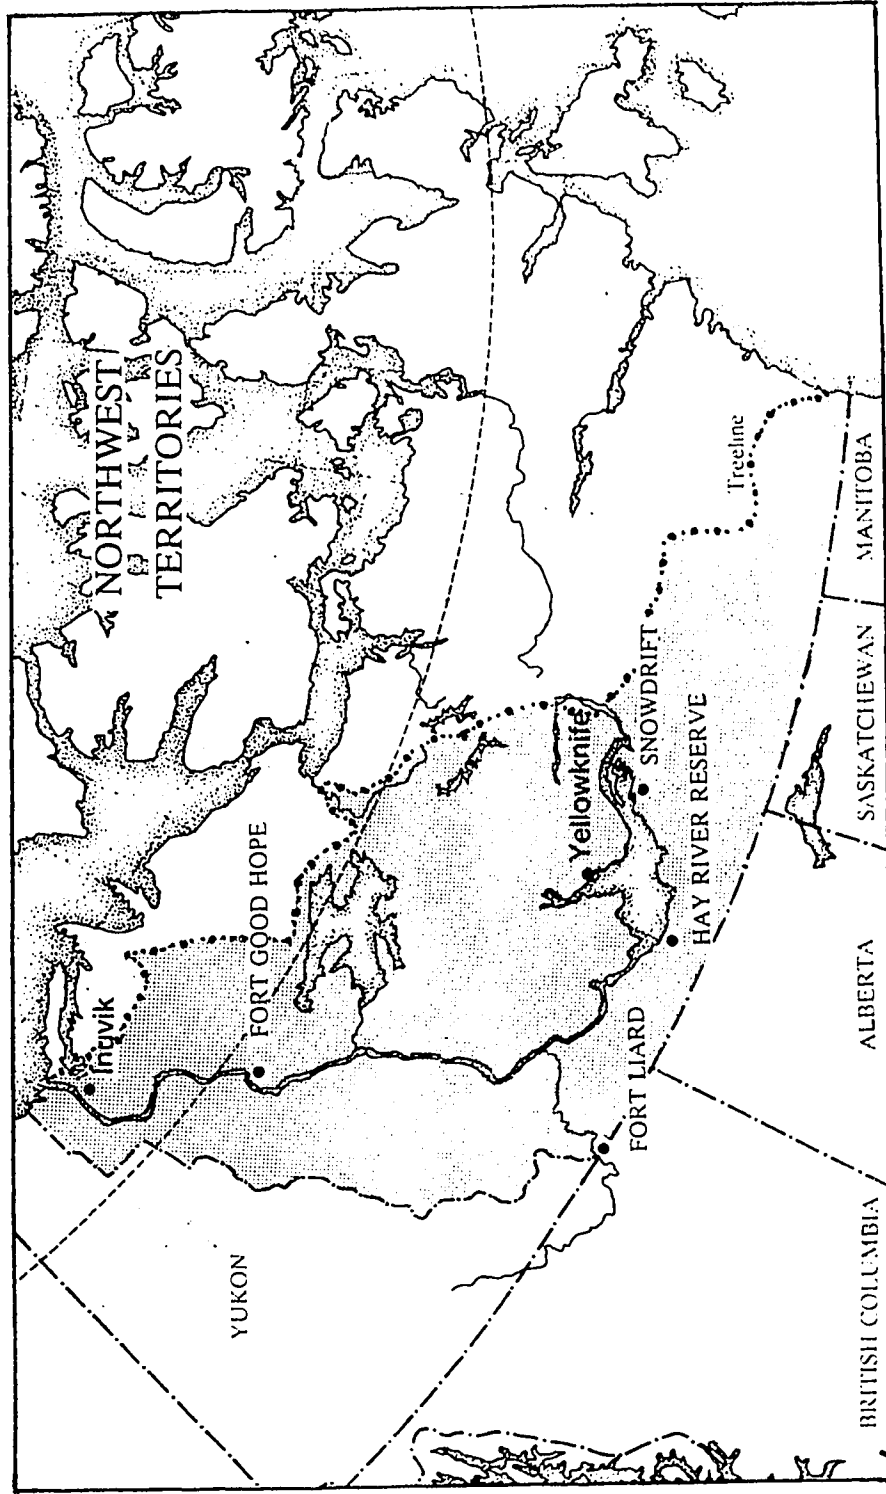 NORTHWEST
TERRITORIES
Inuvik
FORT GOOD HOPE
YUKON
Treeline
Yellowknife
SNOWDRIFT
HAY RIVER RESERVE
FORT LIARD
BRITISH COLUMBIA
ALBERTA
SASKATCHEWAN
MANITOBA